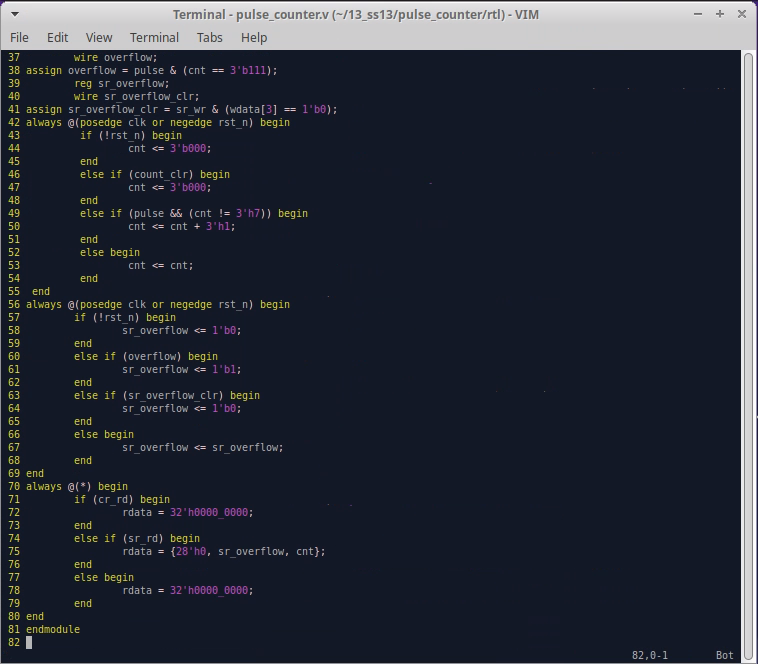 Terminal - pulse_counter.v (~/13_ss13/pulse_counter/rtl) - VIM
File Edit View Terminal Tabs Help
37         wire overflow;
38 assign overflow = pulse & (cnt == 3'b111);
39         reg sr_overflow;
40         wire sr_overflow_clr;
41 assign sr_overflow_clr = sr_wr & (wdata[3] == 1'b0);
42 always @(posedge clk or negedge rst_n) begin
43          if (!rst_n) begin
44                  cnt <= 3'b000;
45          end
46          else if (count_clr) begin
47                  cnt <= 3'b000;
48          end
49          else if (pulse && (cnt != 3'h7)) begin
50                  cnt <= cnt + 3'h1;
51          end
52          else begin
53                  cnt <= cnt;
54          end
55  end
56 always @(posedge clk or negedge rst_n) begin
57         if (!rst_n) begin
58                 sr_overflow <= 1'b0;
59         end
60         else if (overflow) begin
61                 sr_overflow <= 1'b1;
62         end
63         else if (sr_overflow_clr) begin
64                 sr_overflow <= 1'b0;
65         end
66         else begin
67                 sr_overflow <= sr_overflow;
68         end
69 end
70 always @(*) begin
71         if (cr_rd) begin
72                 rdata = 32'h0000_0000;
73         end
74         else if (sr_rd) begin
75                 rdata = {28'h0, sr_overflow, cnt};
76         end
77         else begin
78                 rdata = 32'h0000_0000;
79         end
80 end
81 endmodule
82
82,0-1 Bot